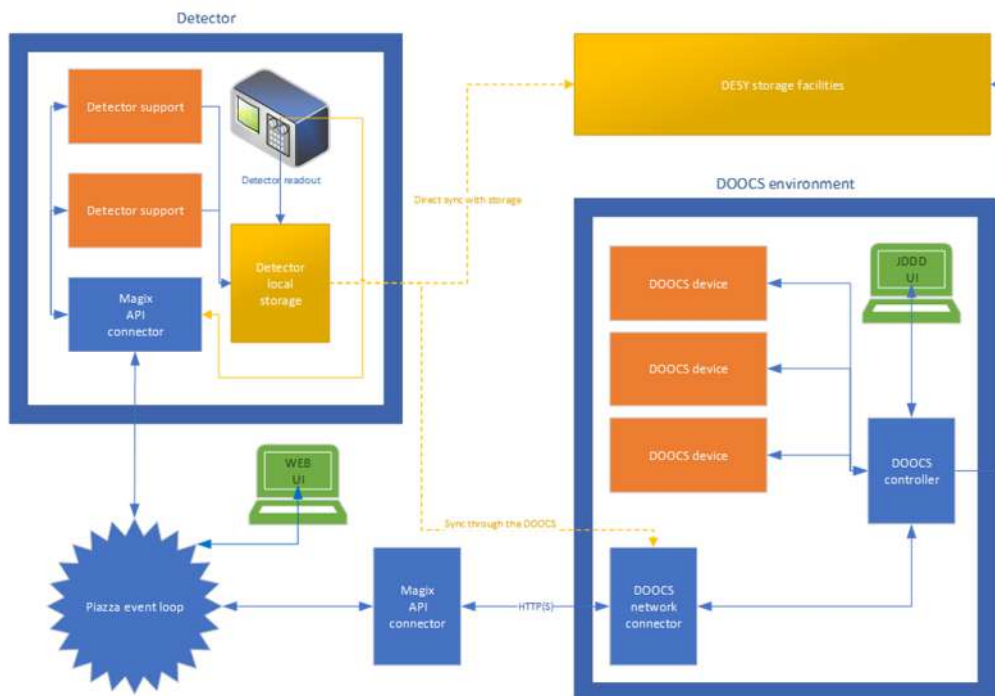 Detector
Detector support
Detector readout
Detector support
Detector
local
storage
Magix
API
connector
Direct sync with storage
DESY storage facilities
DOOCS environment
JDDD
UI
DOOCS device
DOOCS device
DOOCS device
DOOCS
controller
WEB
UI
Sync through the DOOCS
Piazza event loop
Magix
API
connector
HTTP(S)
DOOCS
network
connector